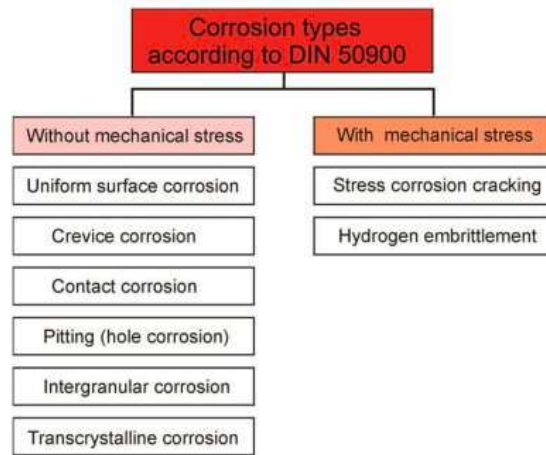 Corrosion types
according to DIN 50900
Without mechanical stress
Uniform surface corrosion
Crevice corrosion
Contact corrosion
Pitting (hole corrosion)
Intergranular corrosion
Transcrystalline corrosion
With mechanical stress
Stress corrosion cracking
Hydrogen embrittlement